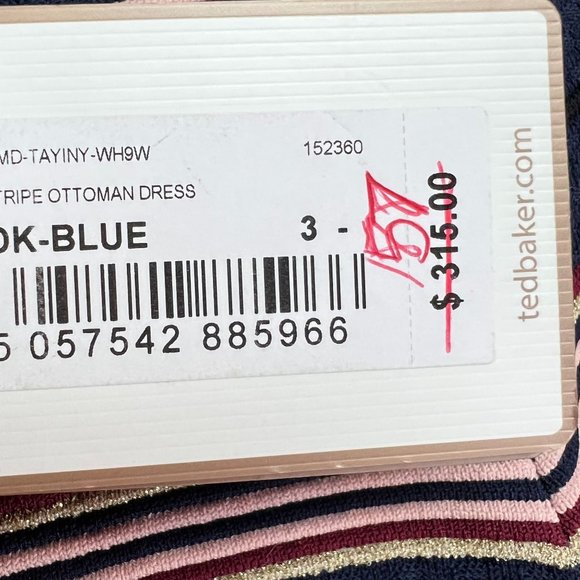 MD-TAYINY-WH9W 152360
TRIPE OTTOMAN DRESS
DK-BLUE 3 -
5 057542 885966
$ 315.00
tedbaker.com